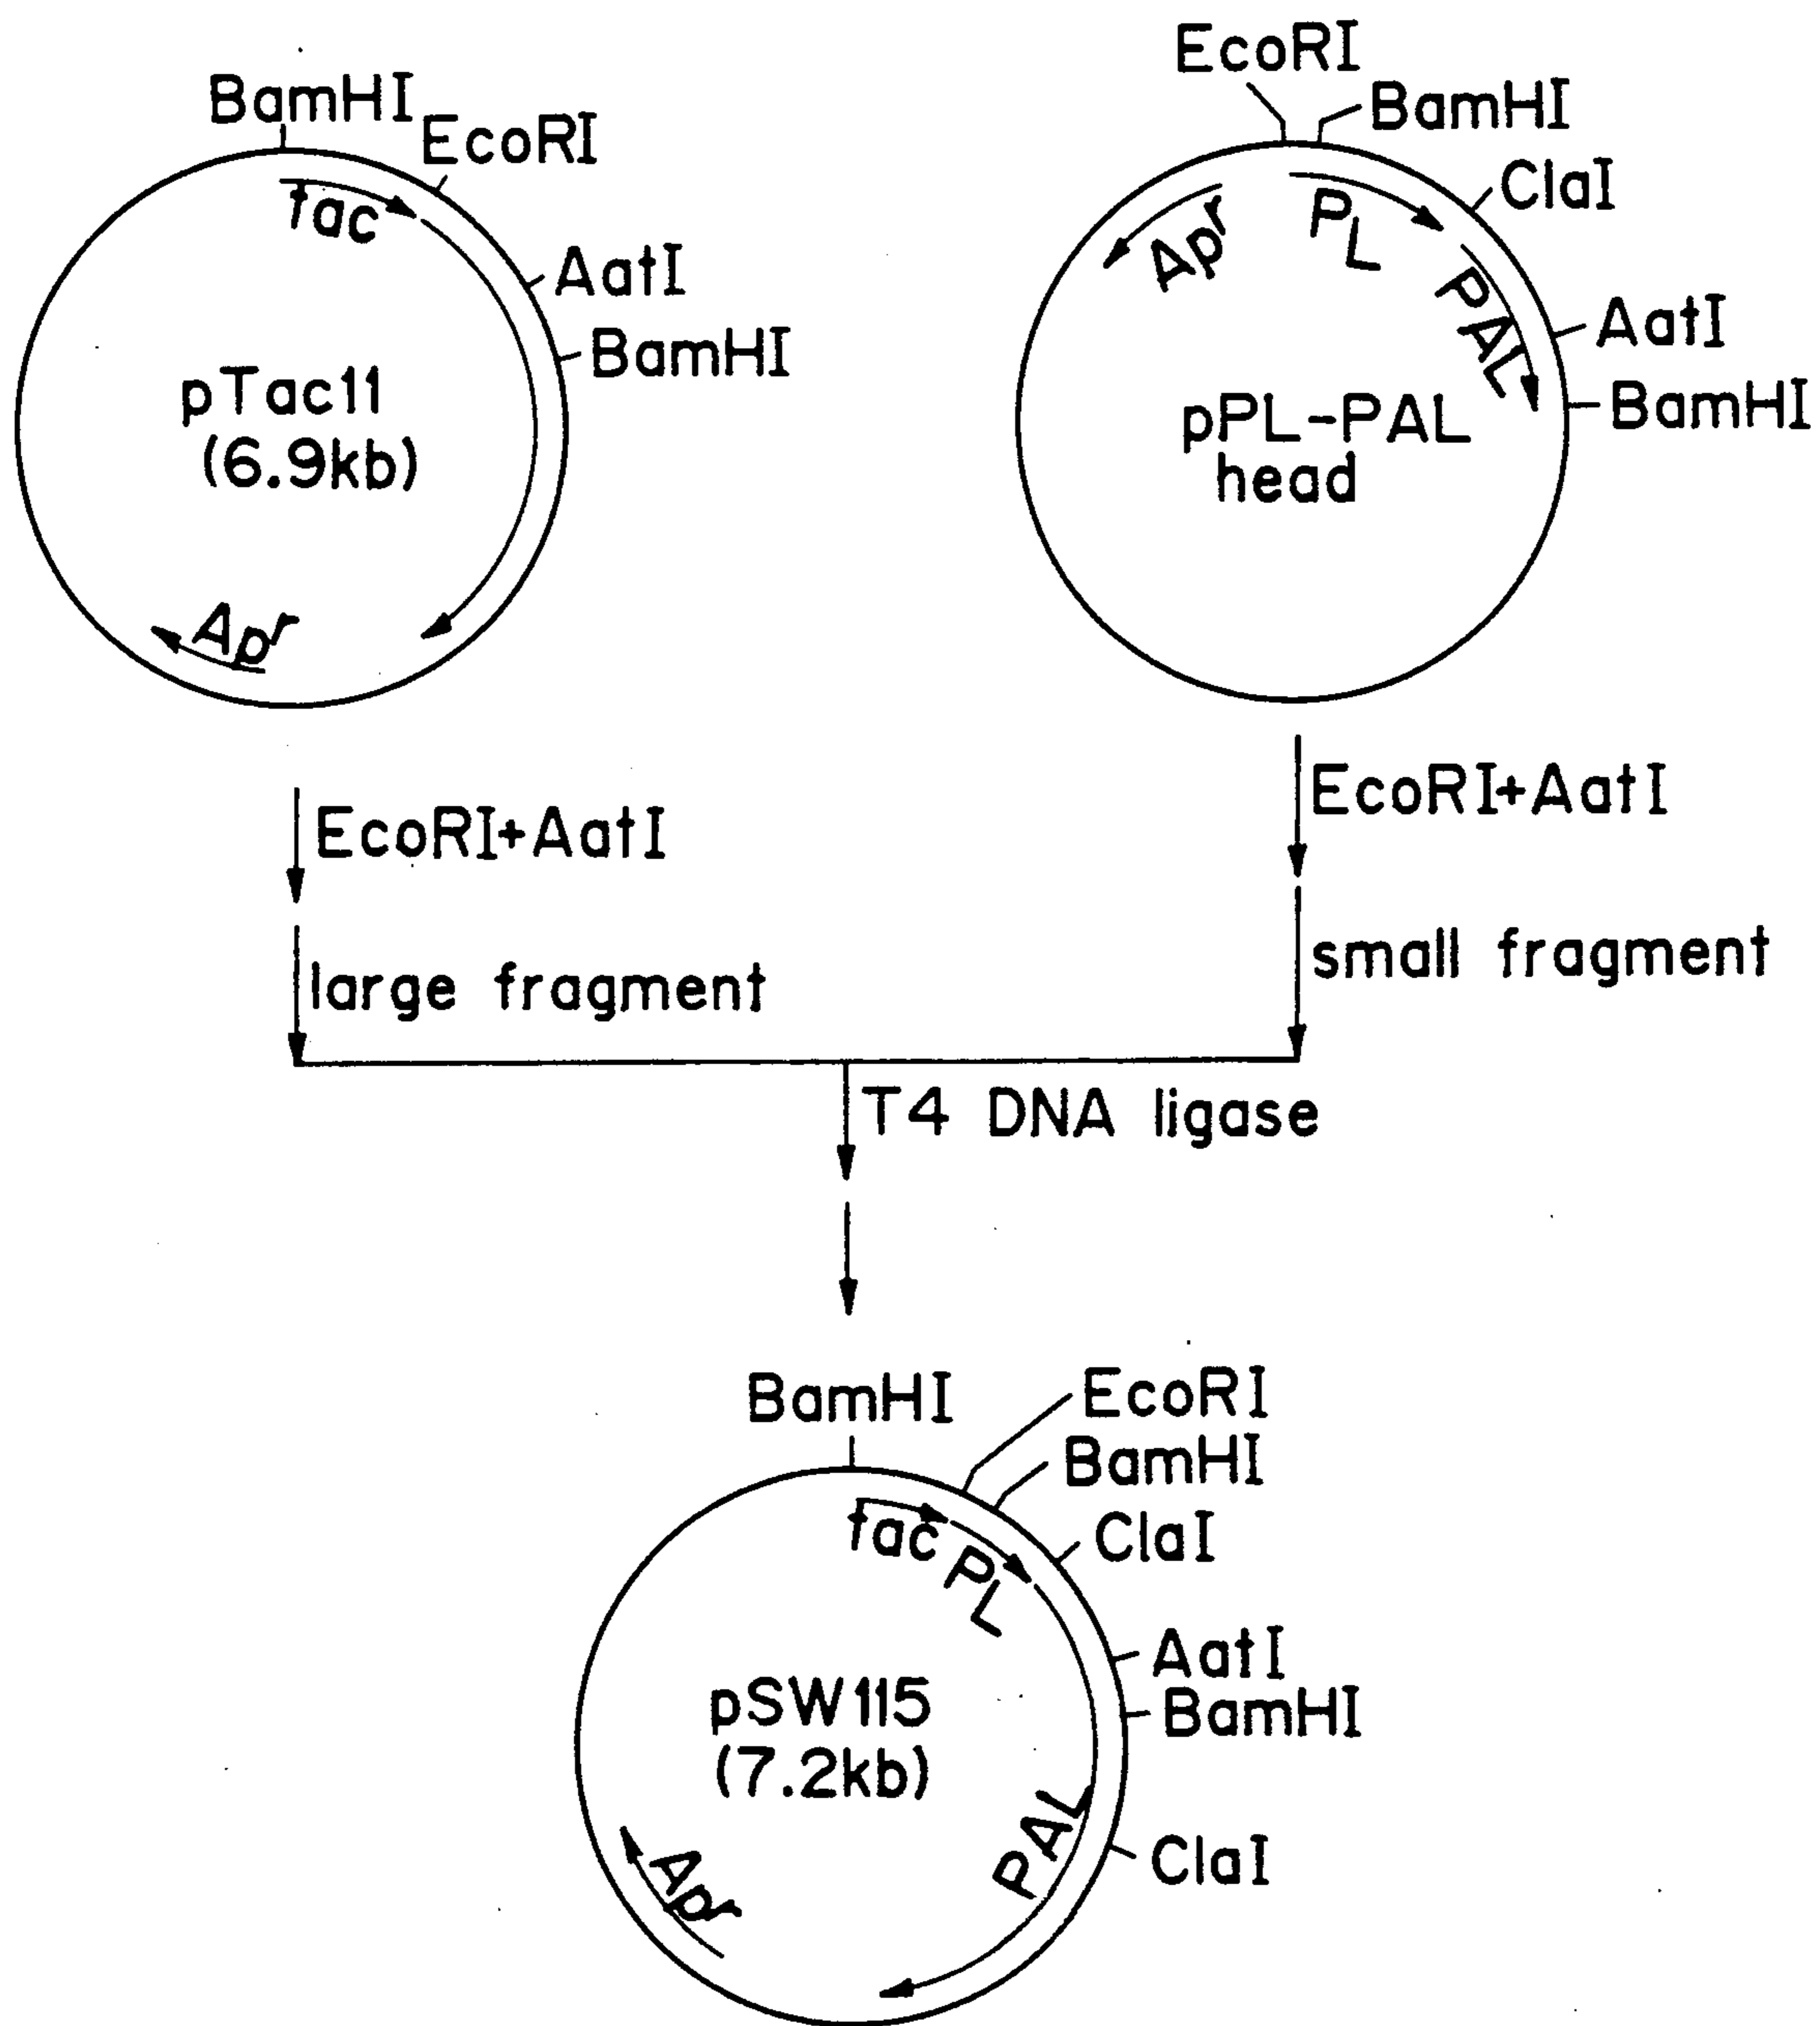 BamHI
EcoRI
tac
AatI
BamHI
pTac11
(6.9kb)
Apr
EcoRI
BamHI
ClaI
Apr
PL
PAL
AatI
BamHI
pPL-PAL
head
EcoRI+AatI
large fragment
EcoRI+AatI
small fragment
T4 DNA ligase
BamHI
EcoRI
BamHI
ClaI
tac
PL
AatI
BamHI
pSW115
(7.2kb)
PAL
ClaI
Apr